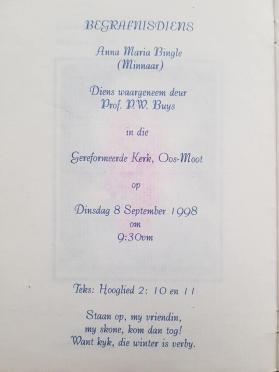 BEGRAFNISDIENS
Anna Maria Bingle
(Minnaar)
Diens waargeneem deur
Prof. P.W. Buys
in die
Gereformeerde Kerk, Oos-Moot
op
Dinsdag 8 September 1998
om
9:30vm
Teks: Hooglied 2: 10 en 11
Staan op, my vriendin,
my skone, kom dan tog!
Want kyk, die winter is verby.